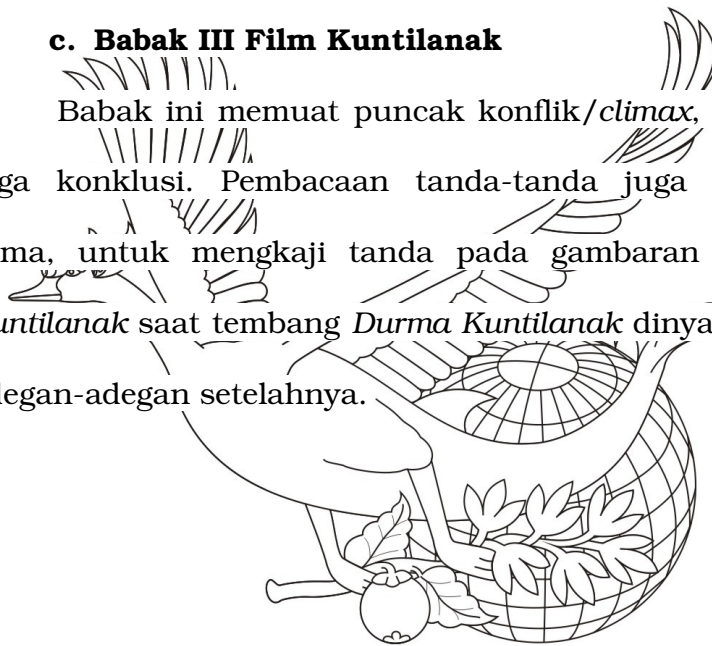 c. Babak III Film Kuntilanak
Babak ini memuat puncak konflik/climax,
ga konklusi. Pembacaan tanda-tanda juga
ma, untuk mengkaji tanda pada gambaran
untilanak saat tembang Durma Kuntilanak dinya
legan-adegan setelahnya.